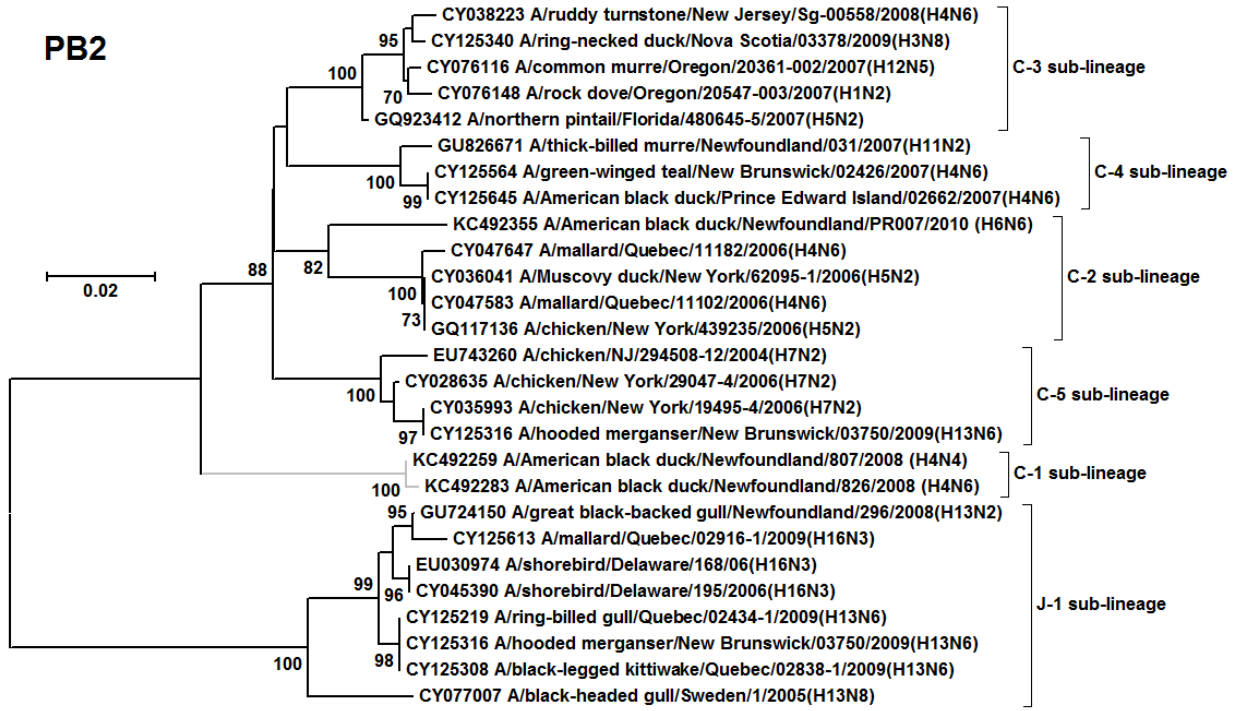 PB2
CY038223 A/ruddy turnstone/New Jersey/Sg-00558/2008(H4N6)
95
CY125340 A/ring-necked duck/Nova Scotia/03378/2009(H3N8)
100
CY076116 A/common murre/Oregon/20361-002/2007(H12N5)
C-3 sub-lineage
70
CY076148 A/rock dove/Oregon/20547-003/2007(H1N2)
GQ923412 A/northern pintail/Florida/480645-5/2007(H5N2)
GU826671 A/thick-billed murre/Newfoundland/031/2007(H11N2)
100
CY125564 A/green-winged teal/New Brunswick/02426/2007(H4N6)
C-4 sub-lineage
99
CY125645 A/American black duck/Prince Edward Island/02662/2007(H4N6)
KC492355 A/American black duck/Newfoundland/PR007/2010 (H6N6)
CY047647 A/mallard/Quebec/11182/2006(H4N6)
0.02
88
82
CY036041 A/Muscovy duck/New York/62095-1/2006(H5N2)
C-2 sub-lineage
100
CY047583 A/mallard/Quebec/11102/2006(H4N6)
73
GQ117136 A/chicken/New York/439235/2006(H5N2)
EU743260 A/chicken/NJ/294508-12/2004(H7N2)
100
CY028635 A/chicken/New York/29047-4/2006(H7N2)
C-5 sub-lineage
CY035993 A/chicken/New York/19495-4/2006(H7N2)
97
CY125316 A/hooded merganser/New Brunswick/03750/2009(H13N6)
KC492259 A/American black duck/Newfoundland/807/2008 (H4N4)
C-1 sub-lineage
100
KC492283 A/American black duck/Newfoundland/826/2008 (H4N6)
95
GU724150 A/great black-backed gull/Newfoundland/296/2008(H13N2)
CY125613 A/mallard/Quebec/02916-1/2009(H16N3)
99
EU030974 A/shorebird/Delaware/168/06(H16N3)
96
CY045390 A/shorebird/Delaware/195/2006(H16N3)
J-1 sub-lineage
CY125219 A/ring-billed gull/Quebec/02434-1/2009(H13N6)
CY125316 A/hooded merganser/New Brunswick/03750/2009(H13N6)
100
98
CY125308 A/black-legged kittiwake/Quebec/02838-1/2009(H13N6)
CY077007 A/black-headed gull/Sweden/1/2005(H13N8)